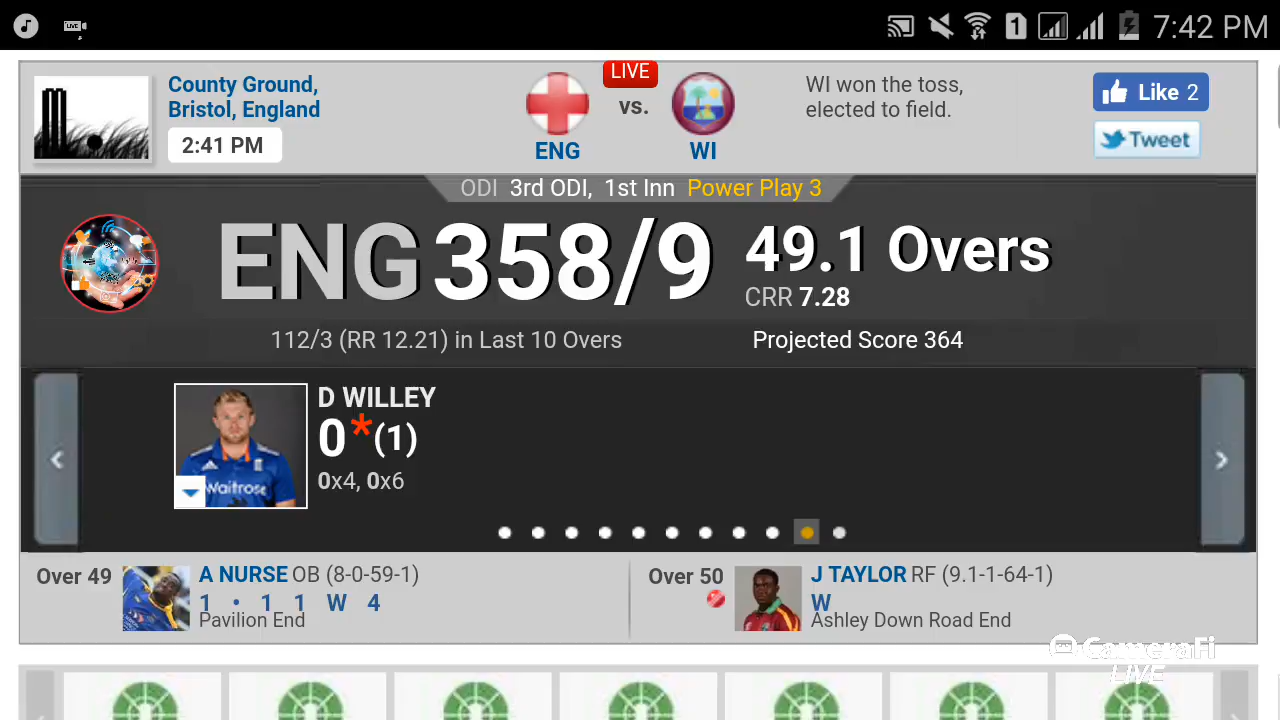 LIVE
1
7:42 PM
County Ground,
Bristol, England
2:41 PM
LIVE
vs.
ENG
WI
WI won the toss,
elected to field.
Like 2
Tweet
ODI 3rd ODI, 1st Inn Power Play 3
ENG 358/9
49.1 Overs
CRR 7.28
112/3 (RR 12.21) in Last 10 Overs
Projected Score 364
D WILLEY
0*(1)
0x4, 0x6
Waitrose
Over 49
A NURSE OB (8-0-59-1)
1 • 1 1 W 4
Pavilion End
Over 50
J TAYLOR RF (9.1-1-64-1)
W
Ashley Down Road End
CameraFi
LIVE